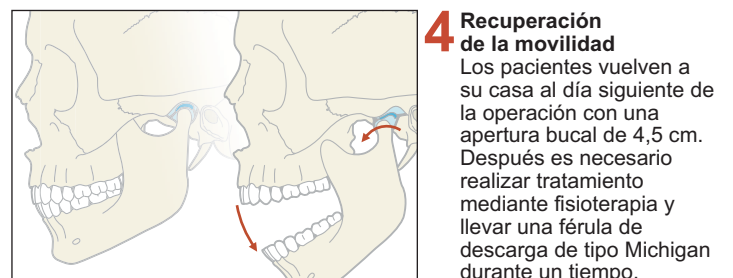 4 Recuperación
de la movilidad
Los pacientes vuelven a
su casa al día siguiente de
la operación con una
apertura bucal de 4,5 cm.
Después es necesario
realizar tratamiento
mediante fisioterapia y
llevar una férula de
descarga de tipo Michigan
durante un tiempo.